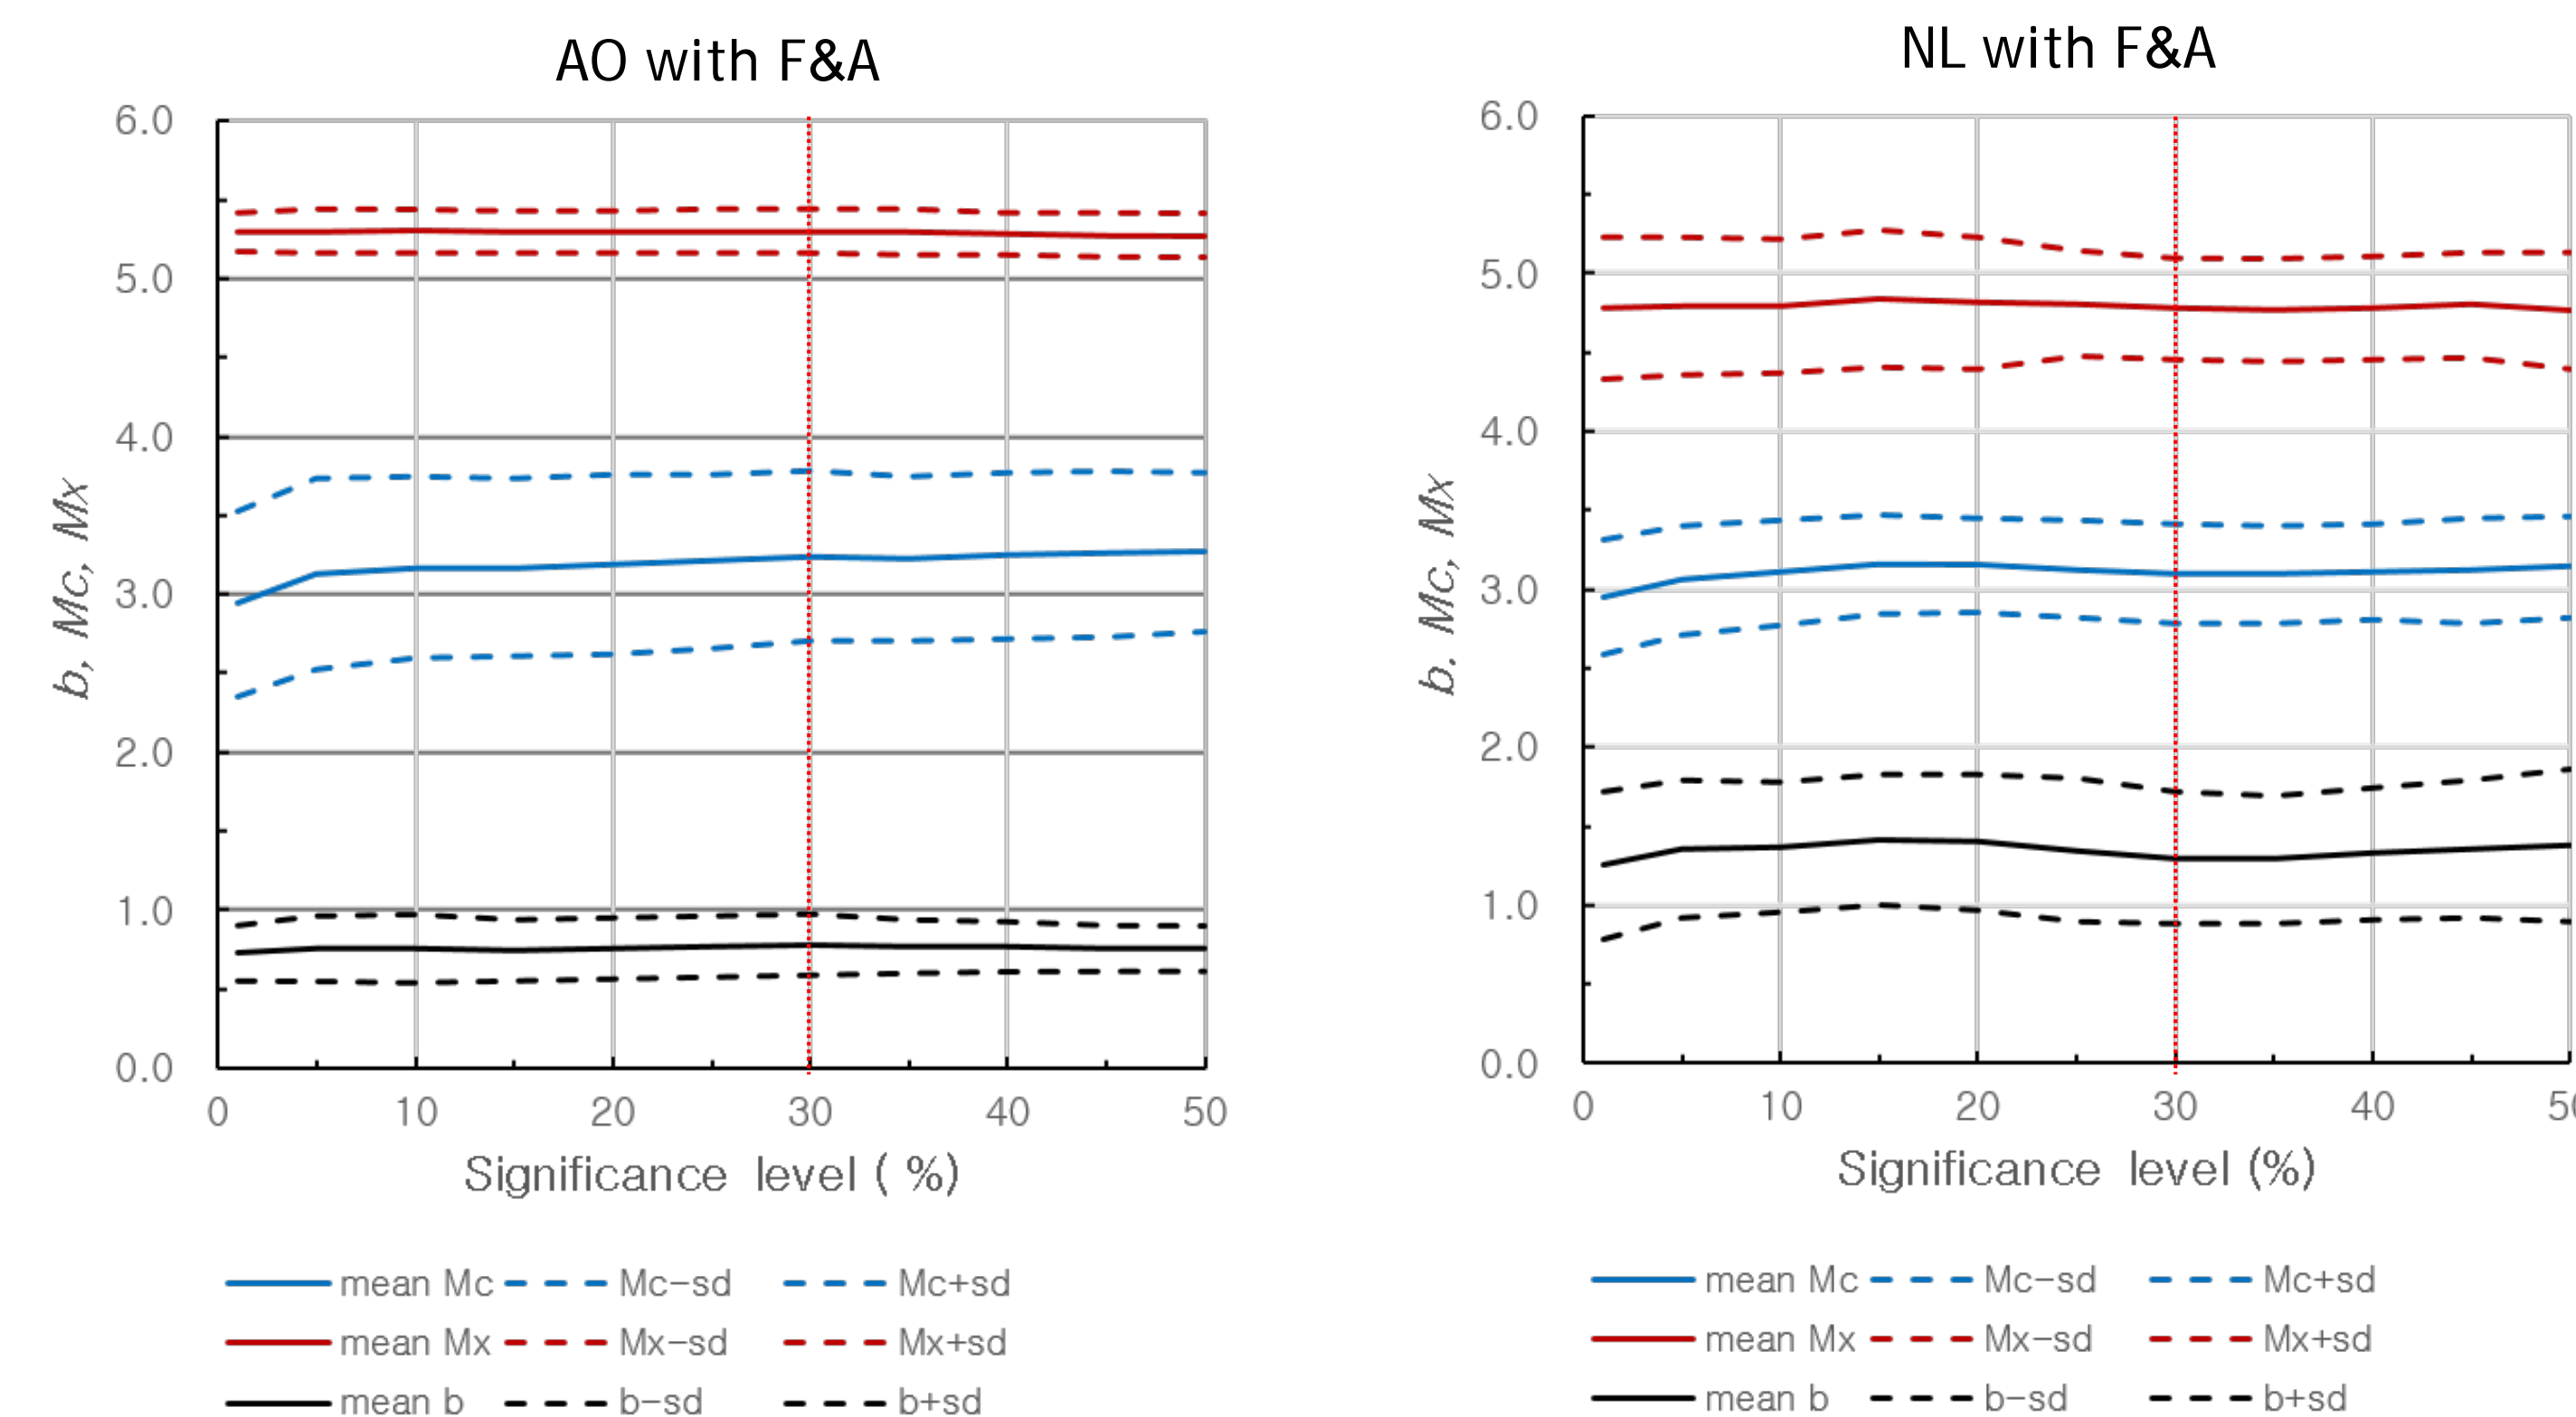 AO with F&A
6.0
5.0
4.0
3.0
2.0
1.0
0.0
b, Mc, Mx
0 10 20 30 40 50
Significance level ( %)
mean Mc Mc-sd Mc+sd
mean Mx Mx-sd Mx+sd
mean b b-sd b+sd
NL with F&A
6.0
5.0
4.0
3.0
2.0
1.0
0.0
b. Mc, Mx
0 10 20 30 40 50
Significance level (%)
mean Mc Mc-sd Mc+sd
mean Mx Mx-sd Mx+sd
mean b b-sd b+sd